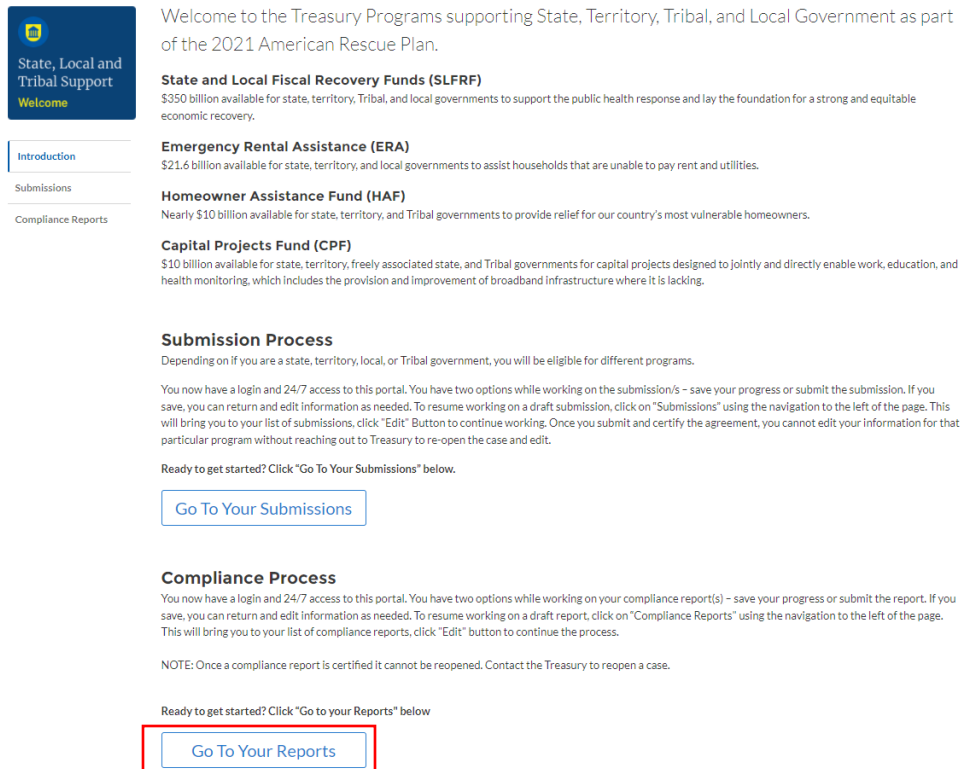 State, Local and
Tribal Support
Welcome
Introduction
Submissions
Compliance Reports
Welcome to the Treasury Programs supporting State, Territory, Tribal, and Local Government as part
of the 2021 American Rescue Plan.
State and Local Fiscal Recovery Funds (SLFRF)
$350 billion available for state, territory, Tribal, and local governments to support the public health response and lay the foundation for a strong and equitable
economic recovery.
Emergency Rental Assistance (ERA)
$21.6 billion available for state, territory, and local governments to assist households that are unable to pay rent and utilities.
Homeowner Assistance Fund (HAF)
Nearly $10 billion available for state, territory, and Tribal governments to provide relief for our country's most vulnerable homeowners.
Capital Projects Fund (CPF)
$10 billion available for state, territory, freely associated state, and Tribal governments for capital projects designed to jointly and directly enable work, education, and
health monitoring, which includes the provision and improvement of broadband infrastructure where it is lacking.
Submission Process
Depending on if you are a state, territory, local, or Tribal government, you will be eligible for different programs.
You now have a login and 24/7 access to this portal. You have two options while working on the submission/s – save your progress or submit the submission. If you
save, you can return and edit information as needed. To resume working on a draft submission, click on "Submissions" using the navigation to the left of the page. This
will bring you to your list of submissions, click "Edit" Button to continue working. Once you submit and certify the agreement, you cannot edit your information for that
particular program without reaching out to Treasury to re-open the case and edit.
Ready to get started? Click "Go To Your Submissions" below.
Go To Your Submissions
Compliance Process
You now have a login and 24/7 access to this portal. You have two options while working on your compliance report(s) – save your progress or submit the report. If you
save, you can return and edit information as needed. To resume working on a draft report, click on "Compliance Reports" using the navigation to the left of the page.
This will bring you to your list of compliance reports, click "Edit" button to continue the process.
NOTE: Once a compliance report is certified it cannot be reopened. Contact the Treasury to reopen a case.
Ready to get started? Click "Go to your Reports" below
Go To Your Reports